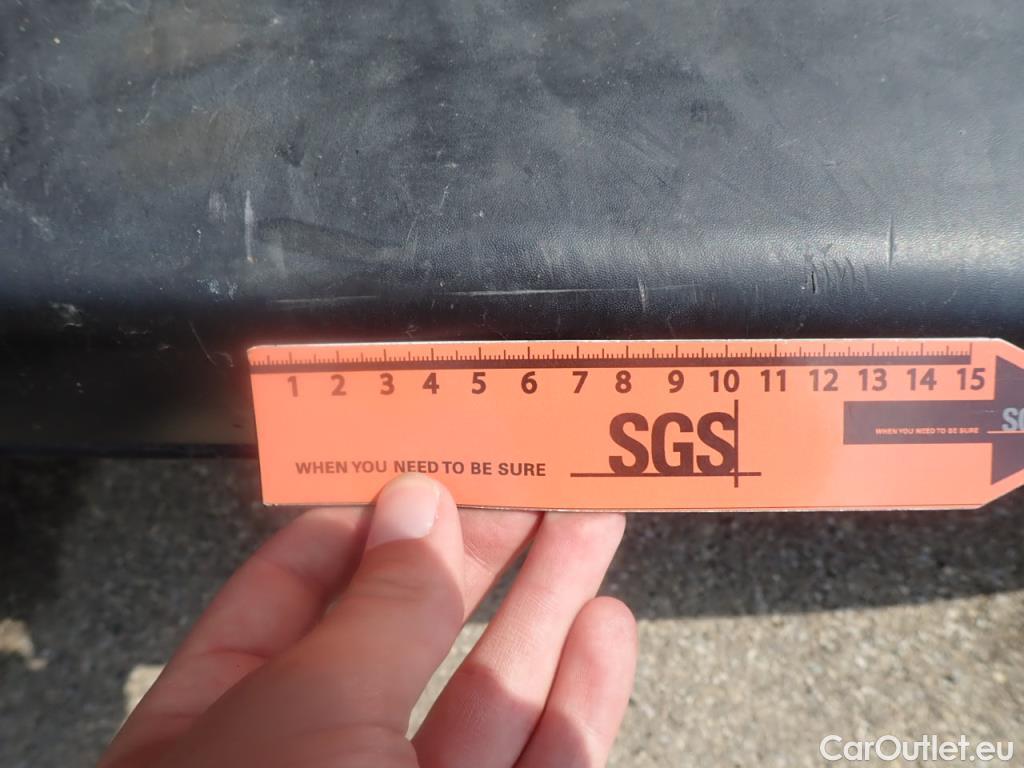 1 2 3 4 5 6 7 8 9 10 11 12 13 14 15
SGS
WHEN YOU NEED TO BE SURE
WHEN YOU NEED TO BE SURE
SG
CarOutlet.eu